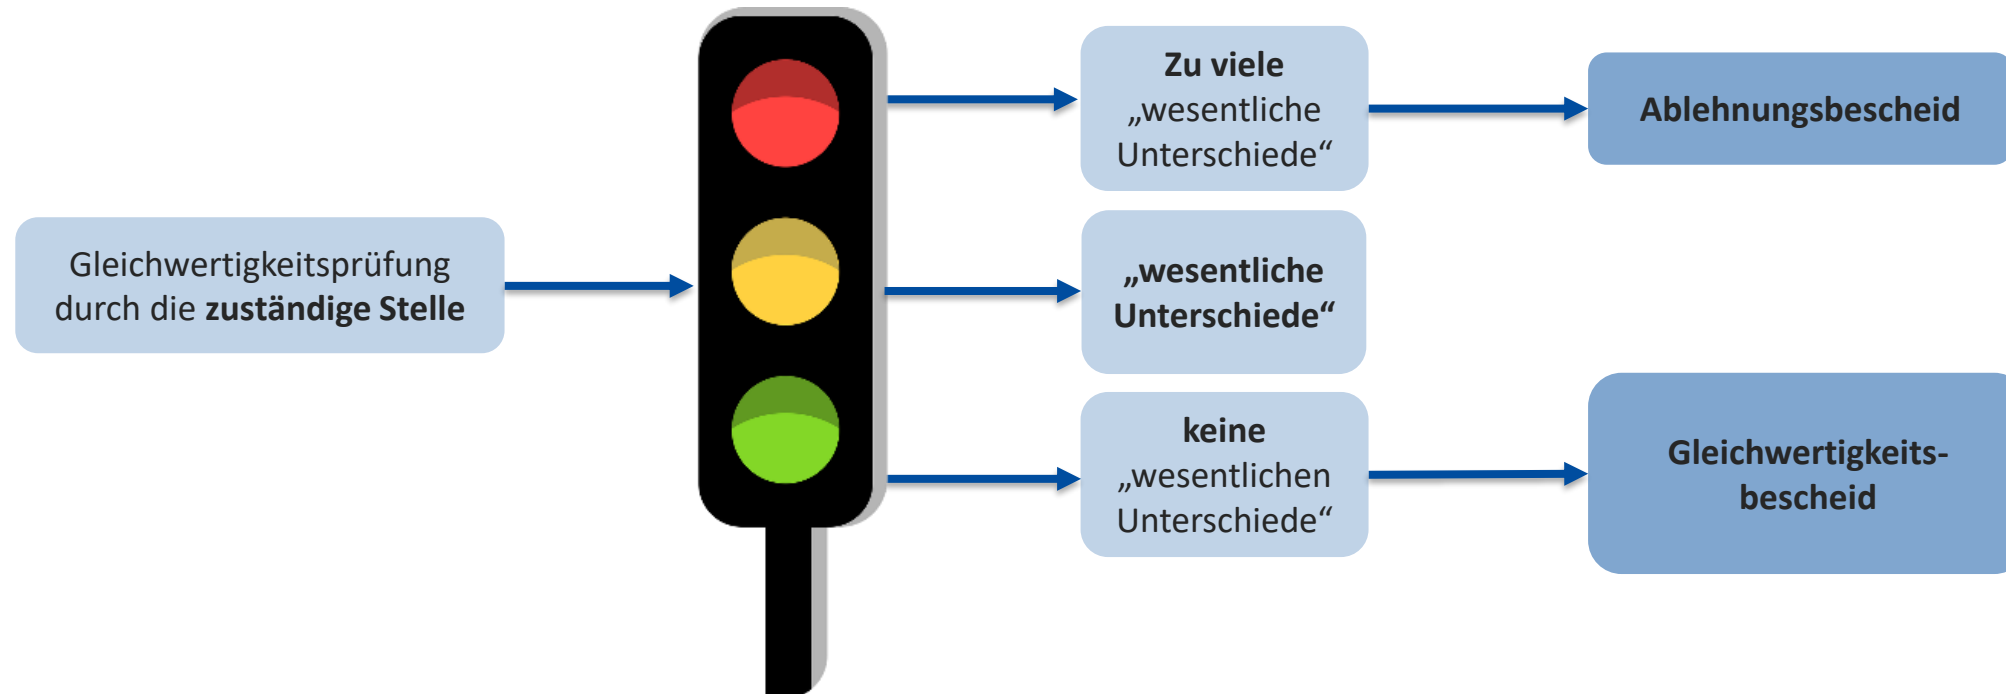 Gleichwertigkeitsprüfung
durch die zuständige Stelle
Zu viele
„wesentliche
Unterschiede“
Ablehnungsbescheid
„wesentliche
Unterschiede“
keine
„wesentlichen
Unterschiede“
Gleichwertigkeits-
bescheid